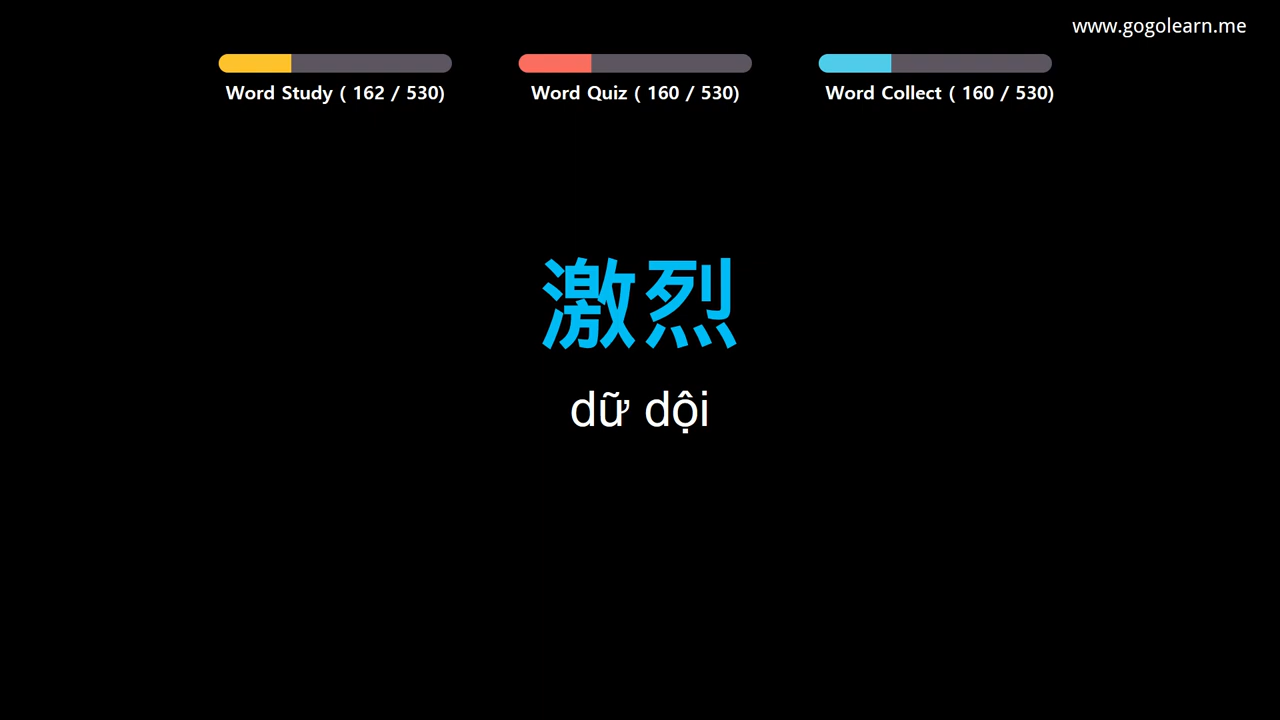 www.gogolearn.me
Word Study ( 162 / 530)
Word Quiz ( 160 / 530)
Word Collect ( 160 / 530)
激烈
dữ dội